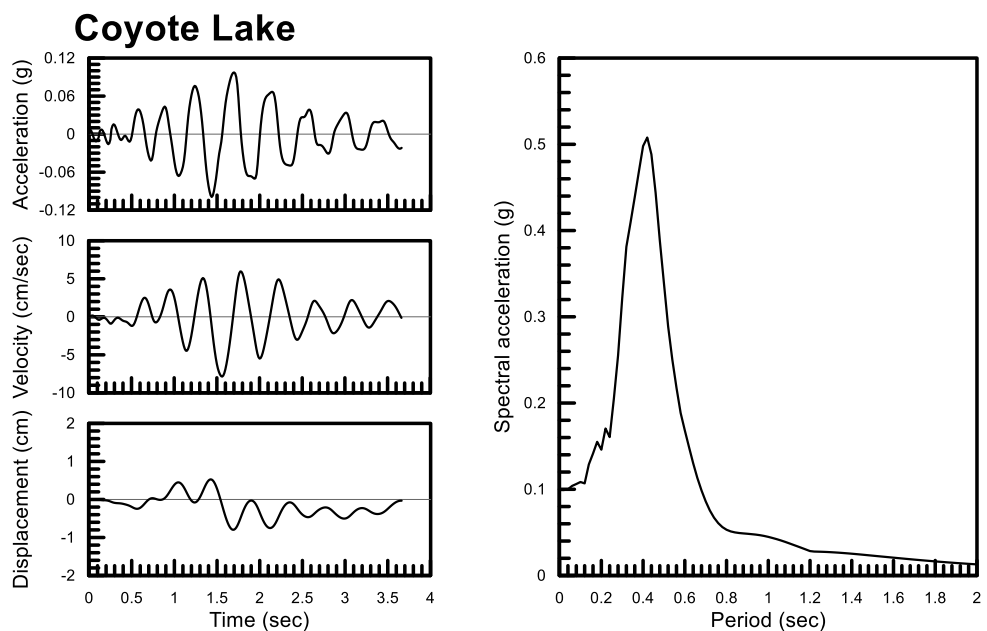 Coyote Lake
Acceleration (g)
0.12
0.06
0
-0.06
-0.12
Velocity (cm/sec)
10
5
0
-5
-10
Displacement (cm)
2
1
0
-1
-2
0 0.5 1 1.5 2 2.5 3 3.5 4
Time (sec)
Spectral acceleration (g)
0.6
0.5
0.4
0.3
0.2
0.1
0
0 0.2 0.4 0.6 0.8 1 1.2 1.4 1.6 1.8 2
Period (sec)